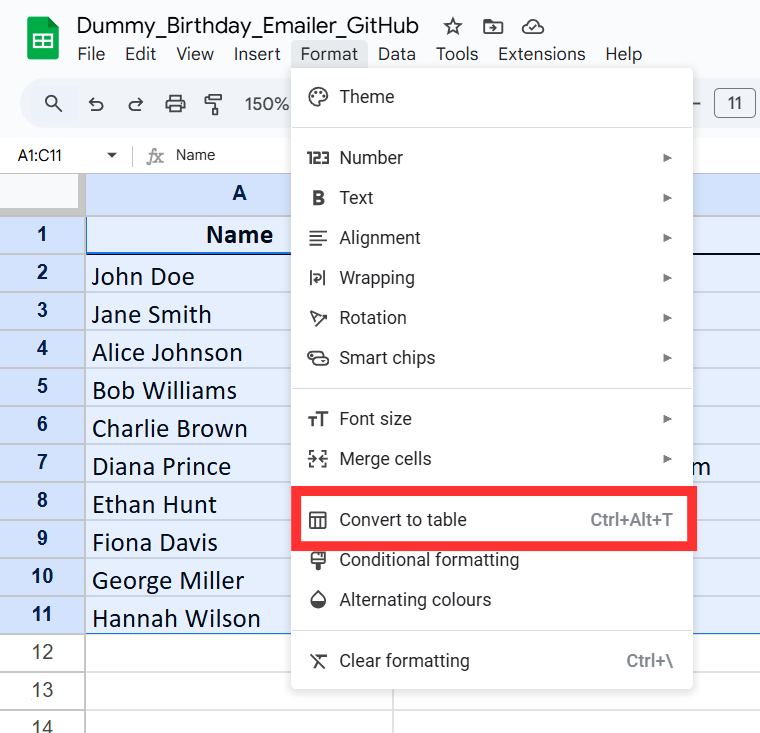 Dummy_Birthday_Emailer_GitHub
File Edit View Insert Format Data Tools Extensions Help
150%
11
A1:C11
fx Name
A
1 Name
2 John Doe
3 Jane Smith
4 Alice Johnson
5 Bob Williams
6 Charlie Brown
7 Diana Prince
m
8 Ethan Hunt
9 Fiona Davis
10 George Miller
11 Hannah Wilson
12
13
14
Theme
123 Number
B Text
Alignment
Wrapping
Rotation
Smart chips
TT Font size
Merge cells
Convert to table Ctrl+Alt+T
Conditional formatting
Alternating colours
Clear formatting Ctrl+\